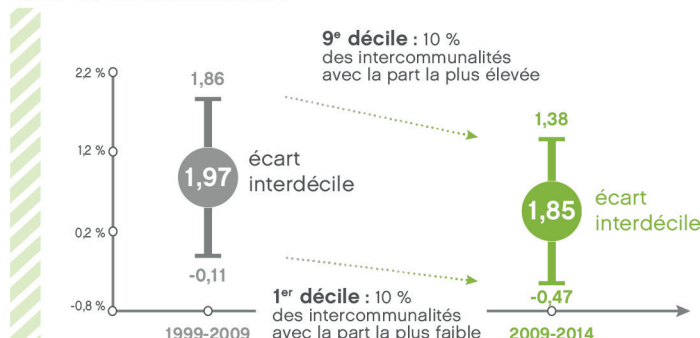 9e décile : 10 %
des intercommunalités
avec la part la plus élevée
2,2 %
1,86
1,38
1,2 %
1,97
écart
interdécile
1,85
écart
interdécile
0,2 %
-0,11
-0,47
1er décile : 10 %
des intercommunalités
avec la part la plus faible
-0,8 %
1999-2009
2009-2014